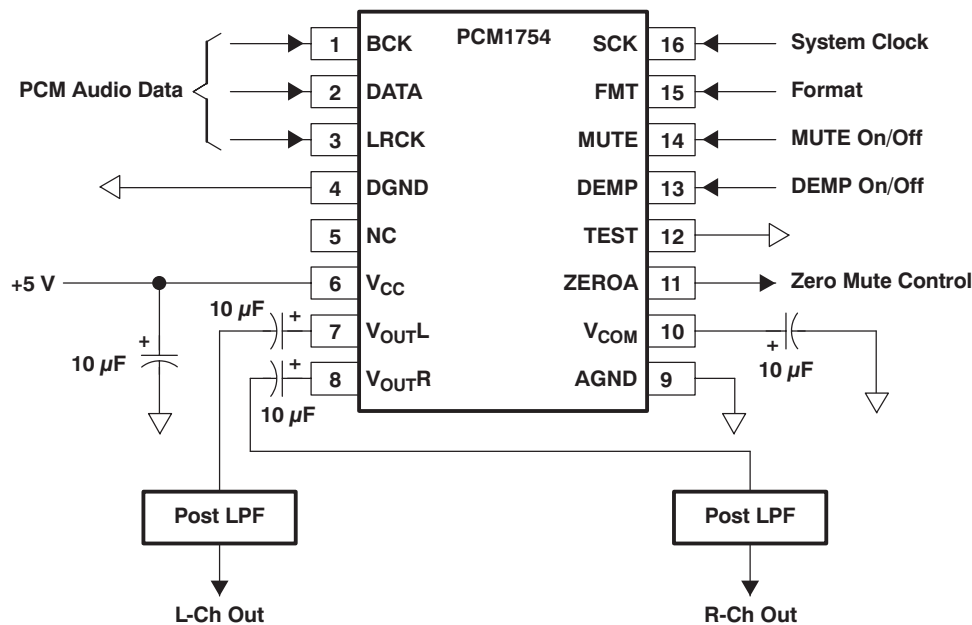 PCM1754
PCM Audio Data
1 BCK
2 DATA
3 LRCK
4 DGND
5 NC
+5 V
6 VCC
10 µF
+
10 µF
+
7 VOUTL
8 VOUTR
+
10 µF
SCK 16 System Clock
FMT 15 Format
MUTE 14 MUTE On/Off
DEMP 13 DEMP On/Off
TEST 12
ZEROA 11 Zero Mute Control
VCOM 10
+
10 µF
AGND 9
Post LPF
L-Ch Out
Post LPF
R-Ch Out